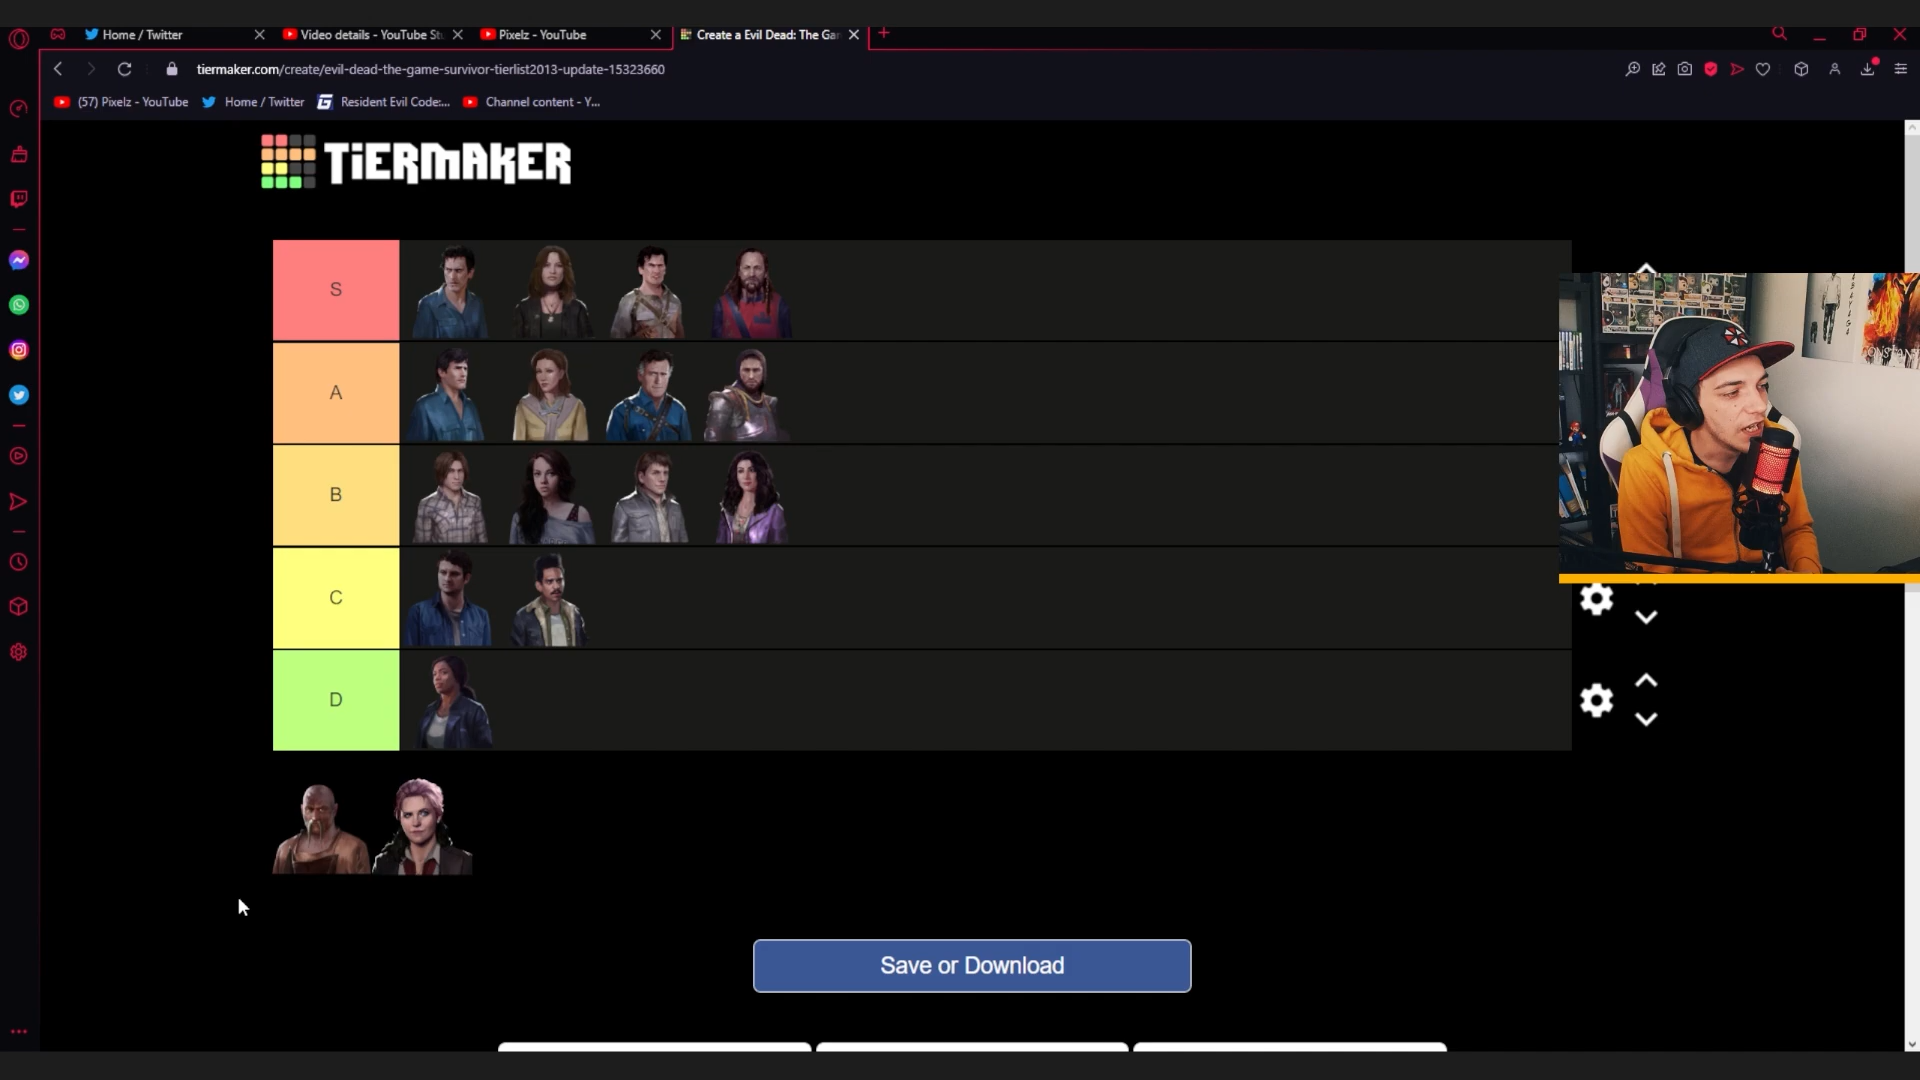 Home / Twitter
Video details - YouTube St
Pixelz - YouTube
Create a Evil Dead: The Ga
tiermaker.com/create/evil-dead-the-game-survivor-tierlist2013-update-15323660
(57) Pixelz - YouTube
Home / Twitter
Resident Evil Code:...
Channel content - Y...
TiERMAKER
S
A
B
C
D
Save or Download